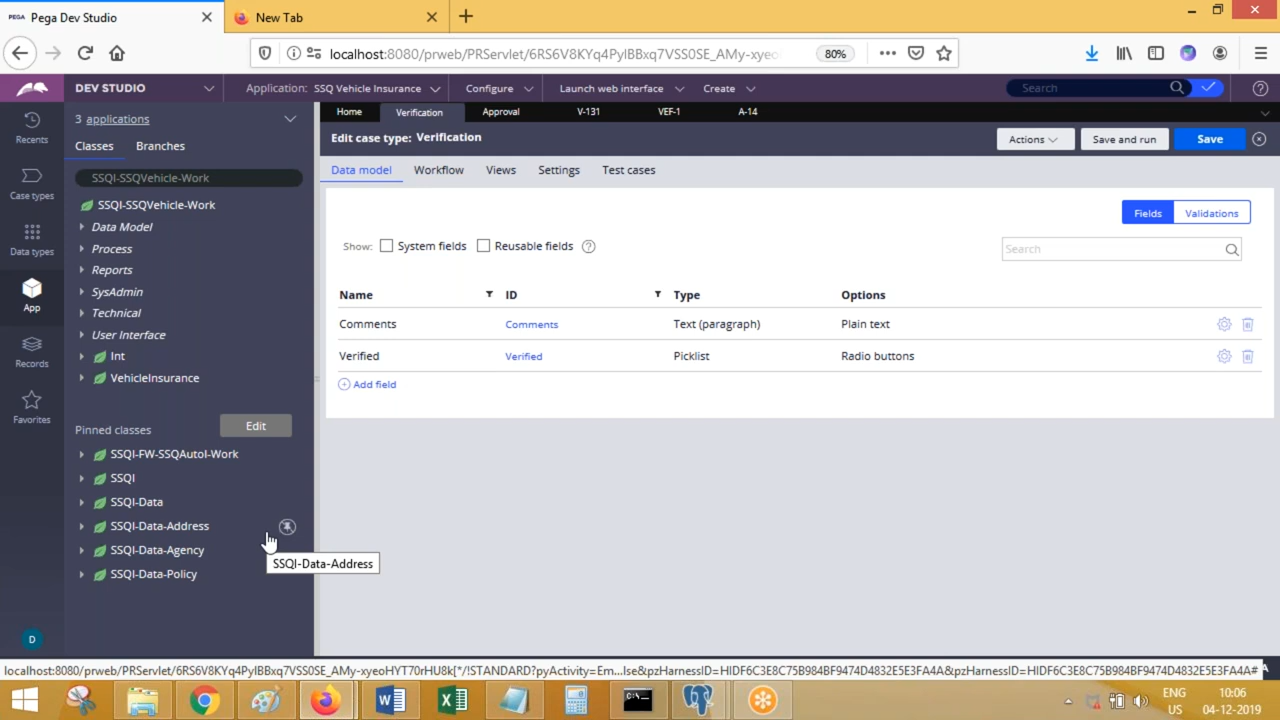 PEGA Pega Dev Studio
New Tab
localhost:8080/prweb/PRServlet/6RS6V8KYq4PylBBxq7VSS0SE_AMy-xyeo
80%
DEV STUDIO
Application: SSQ Vehicle Insurance
Configure
Launch web interface
Create
Search
3 applications
Home
Verification
Approval
V-131
VEF-1
A-14
Recents
Classes
Branches
Edit case type: Verification
Actions
Save and run
Save
SSQI-SSQVehicle-Work
Data model
Workflow
Views
Settings
Test cases
Case types
SSQI-SSQVehicle-Work
Data Model
Fields
Validations
Data types
Process
Show:
System fields
Reusable fields
Search
Reports
SysAdmin
Name
ID
Type
Options
App
Technical
Comments
Comments
Text (paragraph)
Plain text
User Interface
Records
Int
Verified
Verified
Picklist
Radio buttons
VehicleInsurance
Add field
Favorites
Pinned classes
Edit
SSQI-FW-SSQAutoI-Work
SSQI
SSQI-Data
SSQI-Data-Address
SSQI-Data-Agency
SSQI-Data-Address
SSQI-Data-Policy
D
localhost:8080/prweb/PRServlet/6RS6V8KYq4PylBBxq7VSS0SE_AMy-xyeoHYT70rHU8k[*/!STANDARD?pyActivity=Em...lse&pzHarnessID=HIDF6C3E8C75B984BF9474D4832E5E3FA4A&pzHarnessID=HIDF6C3E8C75B984BF9474D4832E5E3FA4A#
ENG
US
10:06
04-12-2019